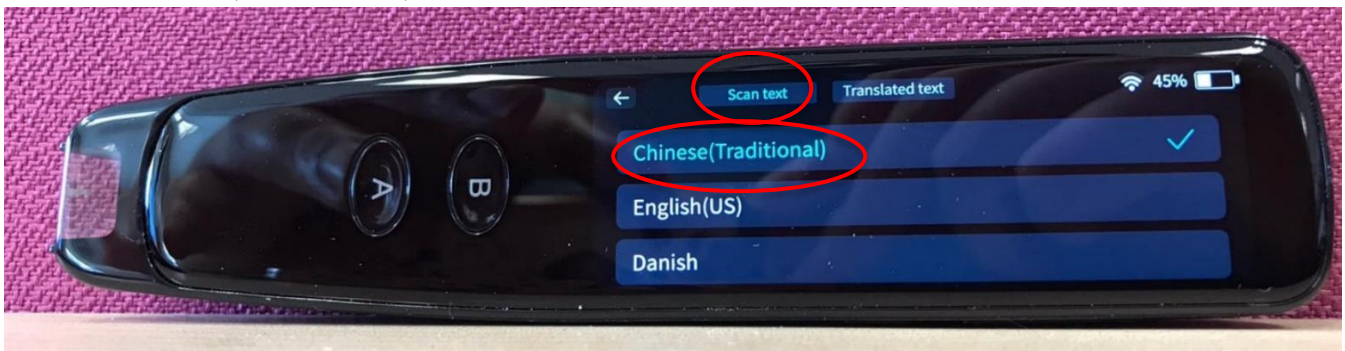 ← Scan text Translated text 45%
Chinese(Traditional) ✓
English(US)
Danish
A B